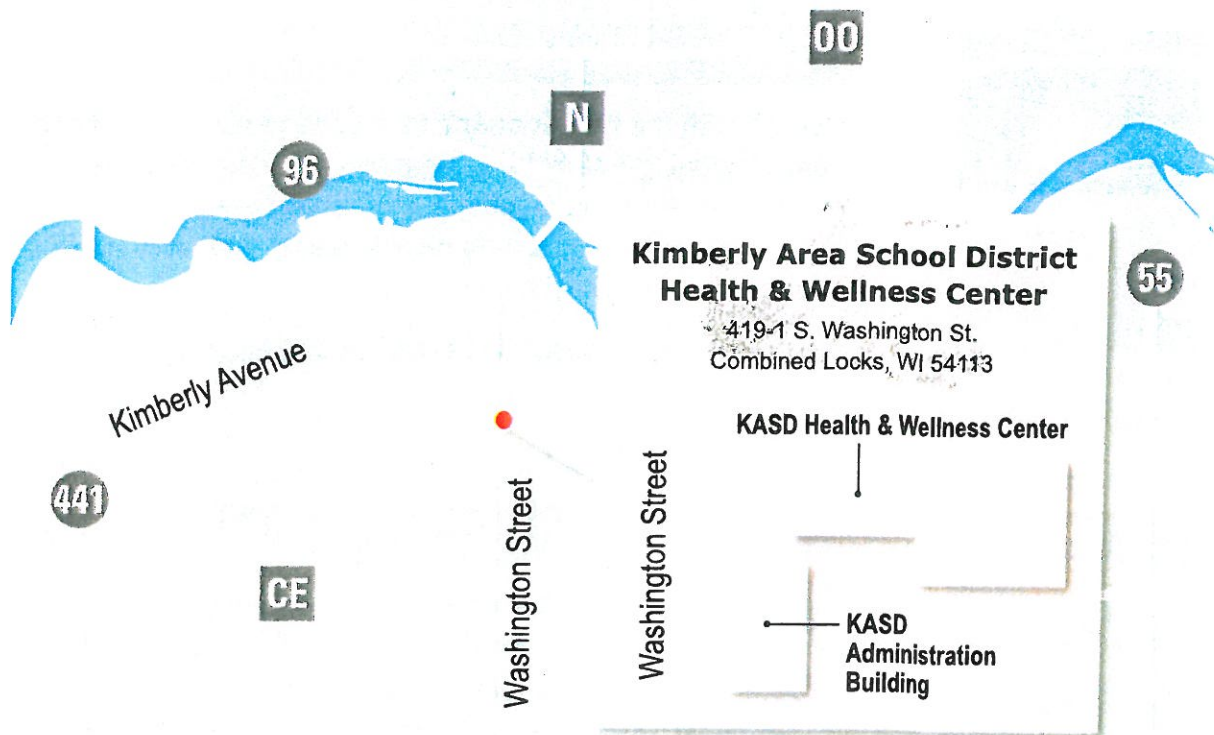 OO
N
96
Kimberly Area School District
Health & Wellness Center
55
419-1 S. Washington St.
Combined Locks, WI 54113
Kimberly Avenue
KASD Health & Wellness Center
441
Washington Street
Washington Street
CE
KASD
Administration
Building